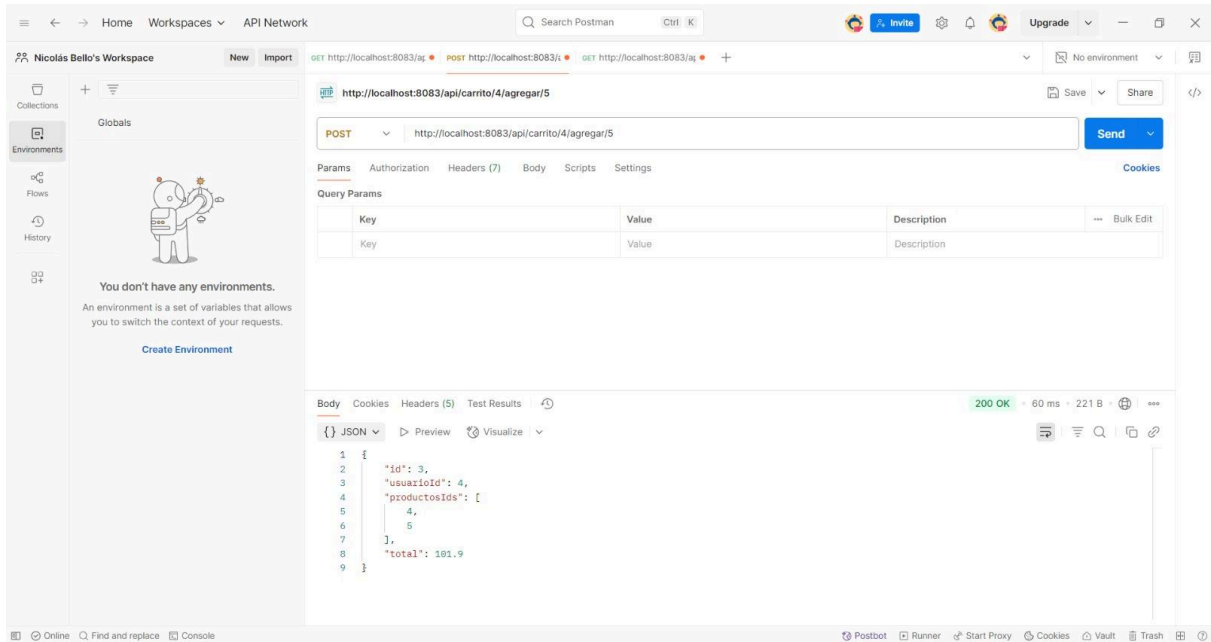 Home Workspaces API Network Search Postman Ctrl K Invite Upgrade
Nicolás Bello's Workspace New Import GET http://localhost:8083/ap POST http://localhost:8083/a GET http://localhost:8083/ap No environment
Collections
Environments
Flows
History
Globals
You don't have any environments.
An environment is a set of variables that allows
you to switch the context of your requests.
Create Environment
HTTP http://localhost:8083/api/carrito/4/agregar/5 Save Share
POST http://localhost:8083/api/carrito/4/agregar/5 Send
Params Authorization Headers (7) Body Scripts Settings Cookies
Query Params
Key Value Description Bulk Edit
Key Value Description
Body Cookies Headers (5) Test Results 200 OK 60 ms 221 B
{} JSON Preview Visualize
1 {
2 "id": 3,
3 "usuarioId": 4,
4 "productosIds": [
5 4,
6 5
7 ],
8 "total": 101.9
9 }
Online Find and replace Console Postbot Runner Start Proxy Cookies Vault Trash